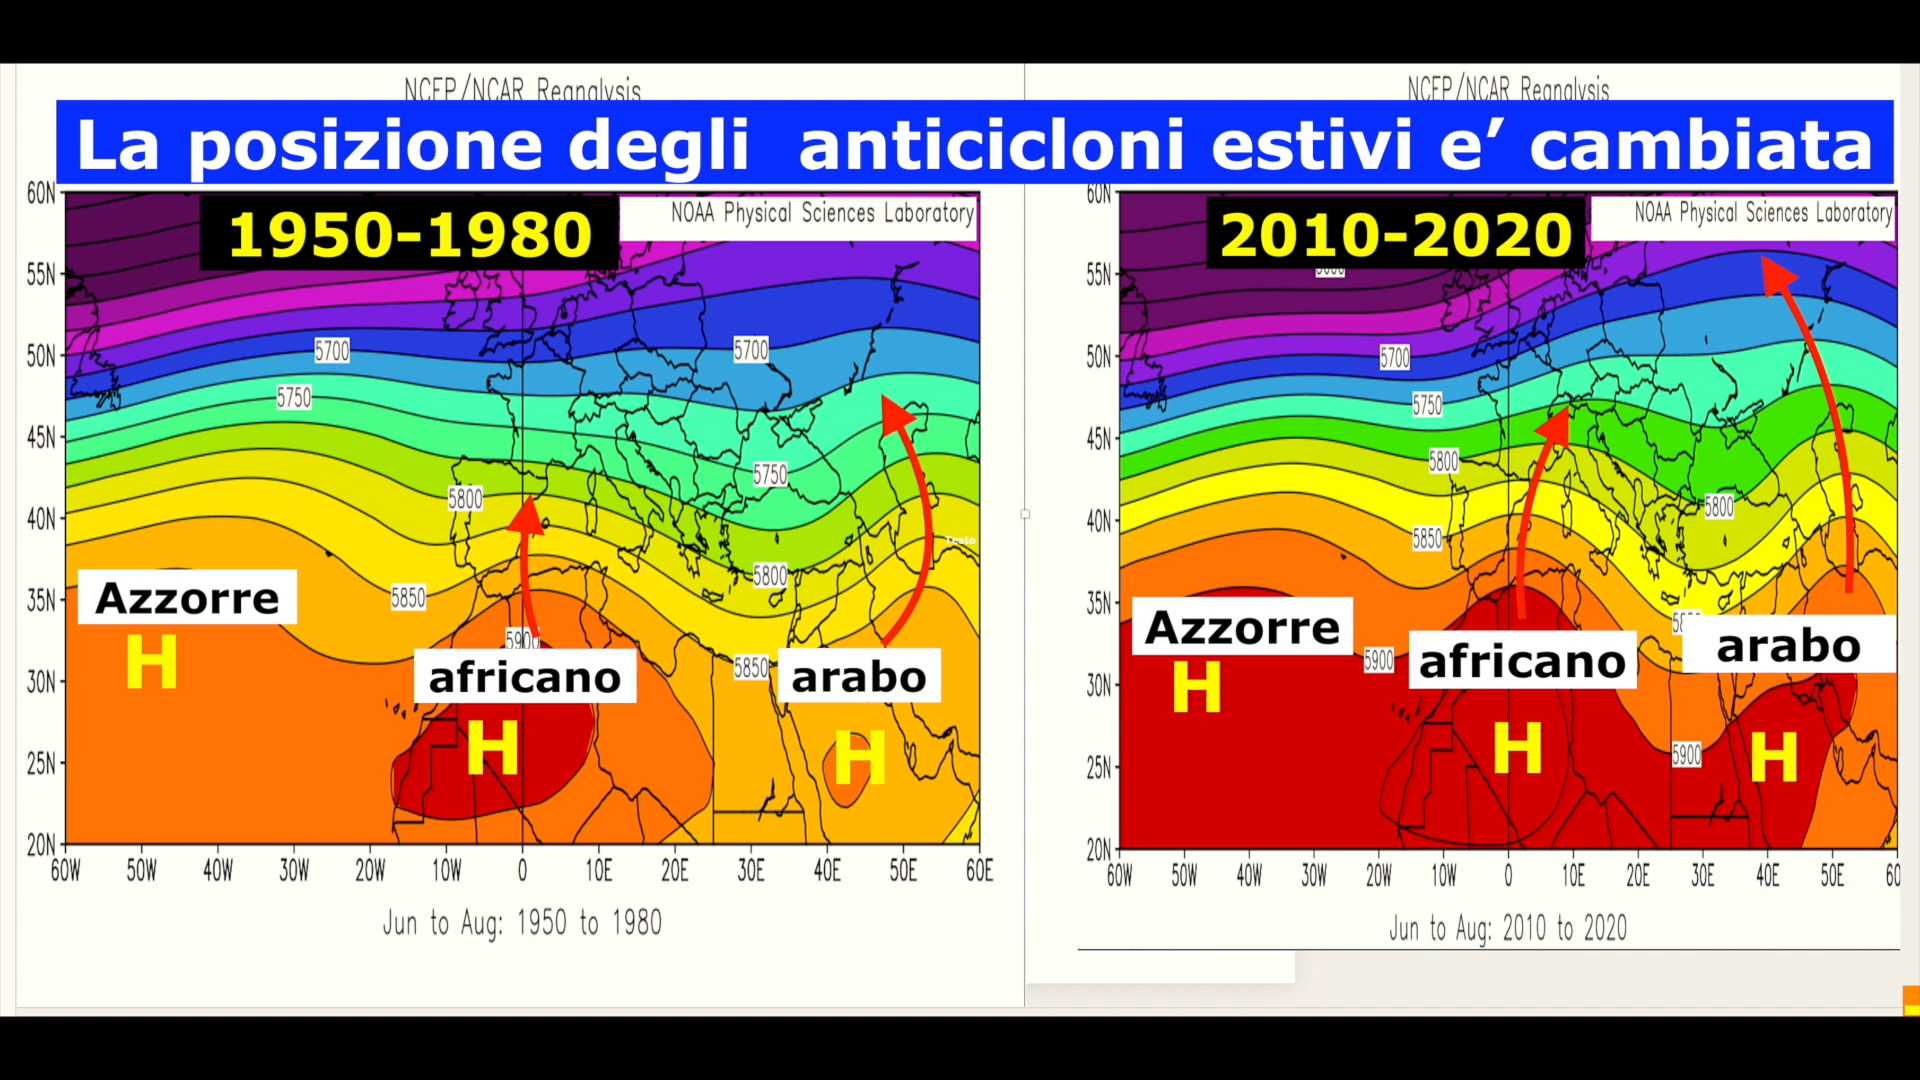 NCEP/NCAR Reanalysis
NCEP/NCAR Reanalysis
La posizione degli anticicloni estivi e’ cambiata
1950-1980
NOAA Physical Sciences Laboratory
60N
55N
50N
45N
40N
35N
30N
25N
20N
5700
5700
5750
5750
5800
5800
5850
5850
5900
Testo
Azzorre
H
africano
H
arabo
H
60W 50W 40W 30W 20W 10W 0 10E 20E 30E 40E 50E 60E
Jun to Aug: 1950 to 1980
2010-2020
NOAA Physical Sciences Laboratory
60N
55N
50N
45N
40N
35N
30N
25N
20N
5700
5750
5800
5800
5850
5900
5900
Azzorre
H
africano
H
arabo
H
60W 50W 40W 30W 20W 10W 0 10E 20E 30E 40E 50E 60
Jun to Aug: 2010 to 2020